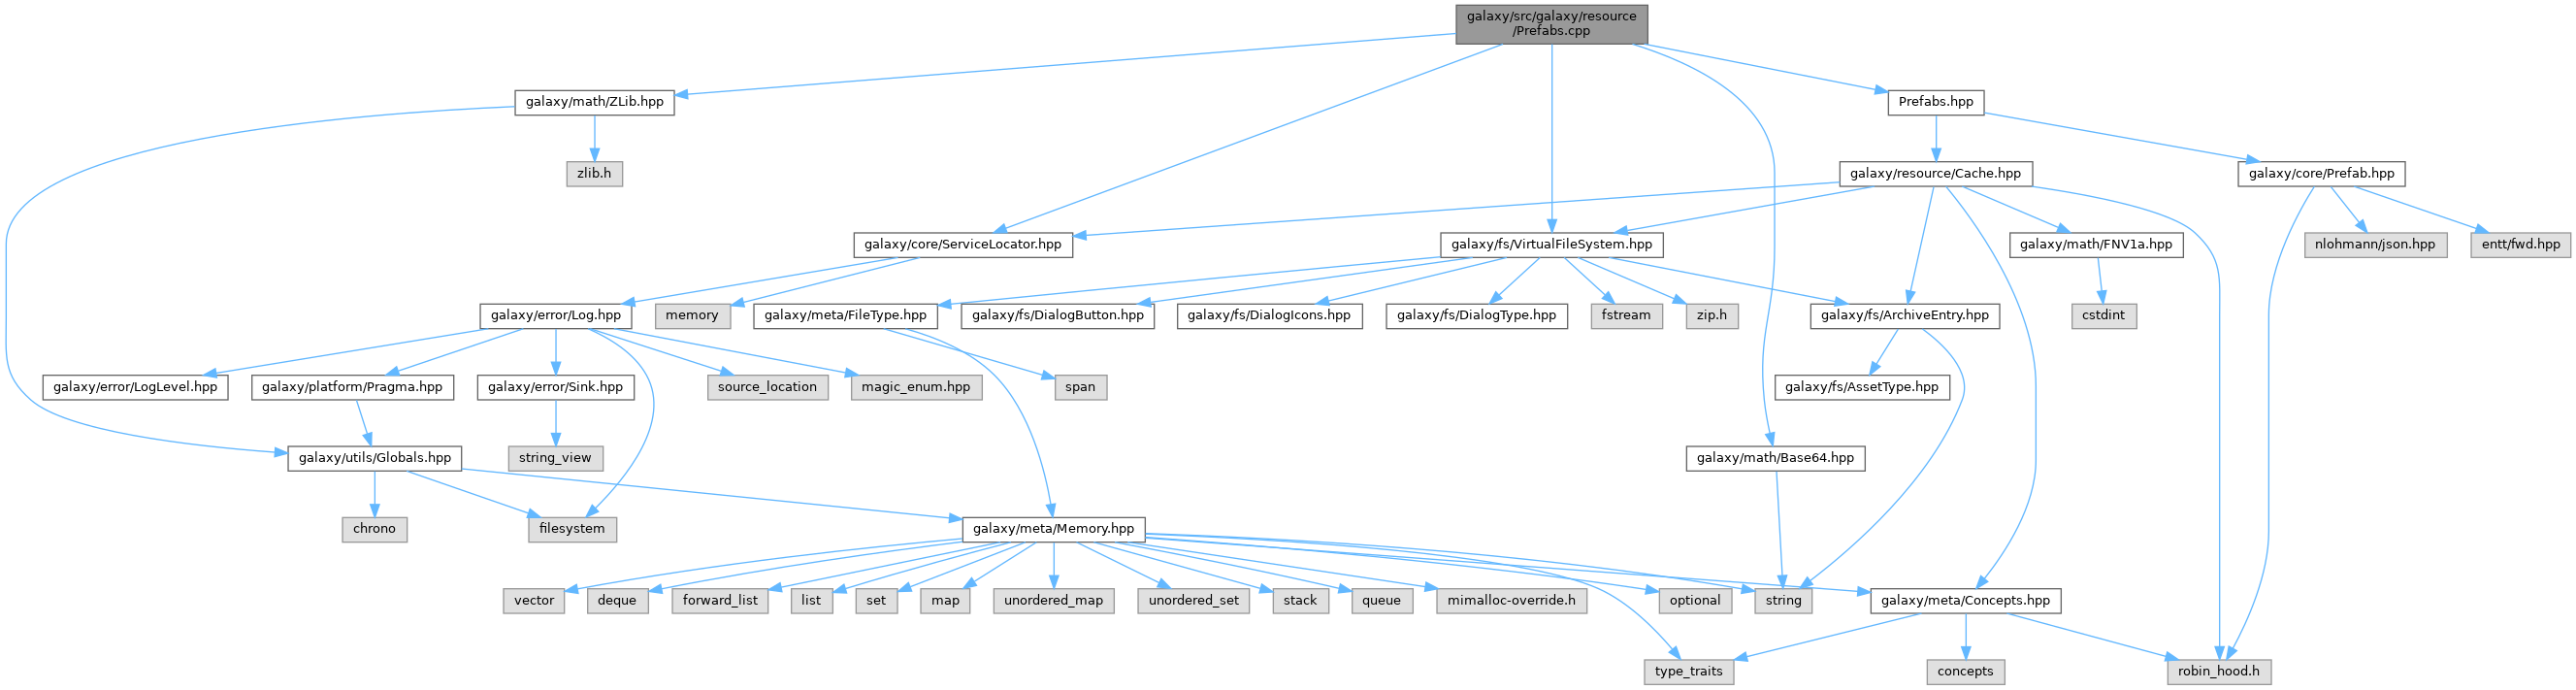 galaxy/src/galaxy/resource
/Prefabs.cpp
galaxy/math/ZLib.hpp
Prefabs.hpp
zlib.h
galaxy/resource/Cache.hpp
galaxy/core/Prefab.hpp
galaxy/core/ServiceLocator.hpp
galaxy/fs/VirtualFileSystem.hpp
galaxy/math/FNV1a.hpp
nlohmann/json.hpp
entt/fwd.hpp
galaxy/error/Log.hpp
memory
galaxy/meta/FileType.hpp
galaxy/fs/DialogButton.hpp
galaxy/fs/DialogIcons.hpp
galaxy/fs/DialogType.hpp
fstream
zip.h
galaxy/fs/ArchiveEntry.hpp
cstdint
galaxy/error/LogLevel.hpp
galaxy/platform/Pragma.hpp
galaxy/error/Sink.hpp
source_location
magic_enum.hpp
span
galaxy/fs/AssetType.hpp
galaxy/utils/Globals.hpp
string_view
galaxy/math/Base64.hpp
chrono
filesystem
galaxy/meta/Memory.hpp
vector
deque
forward_list
list
set
map
unordered_map
unordered_set
stack
queue
mimalloc-override.h
optional
string
galaxy/meta/Concepts.hpp
type_traits
concepts
robin_hood.h